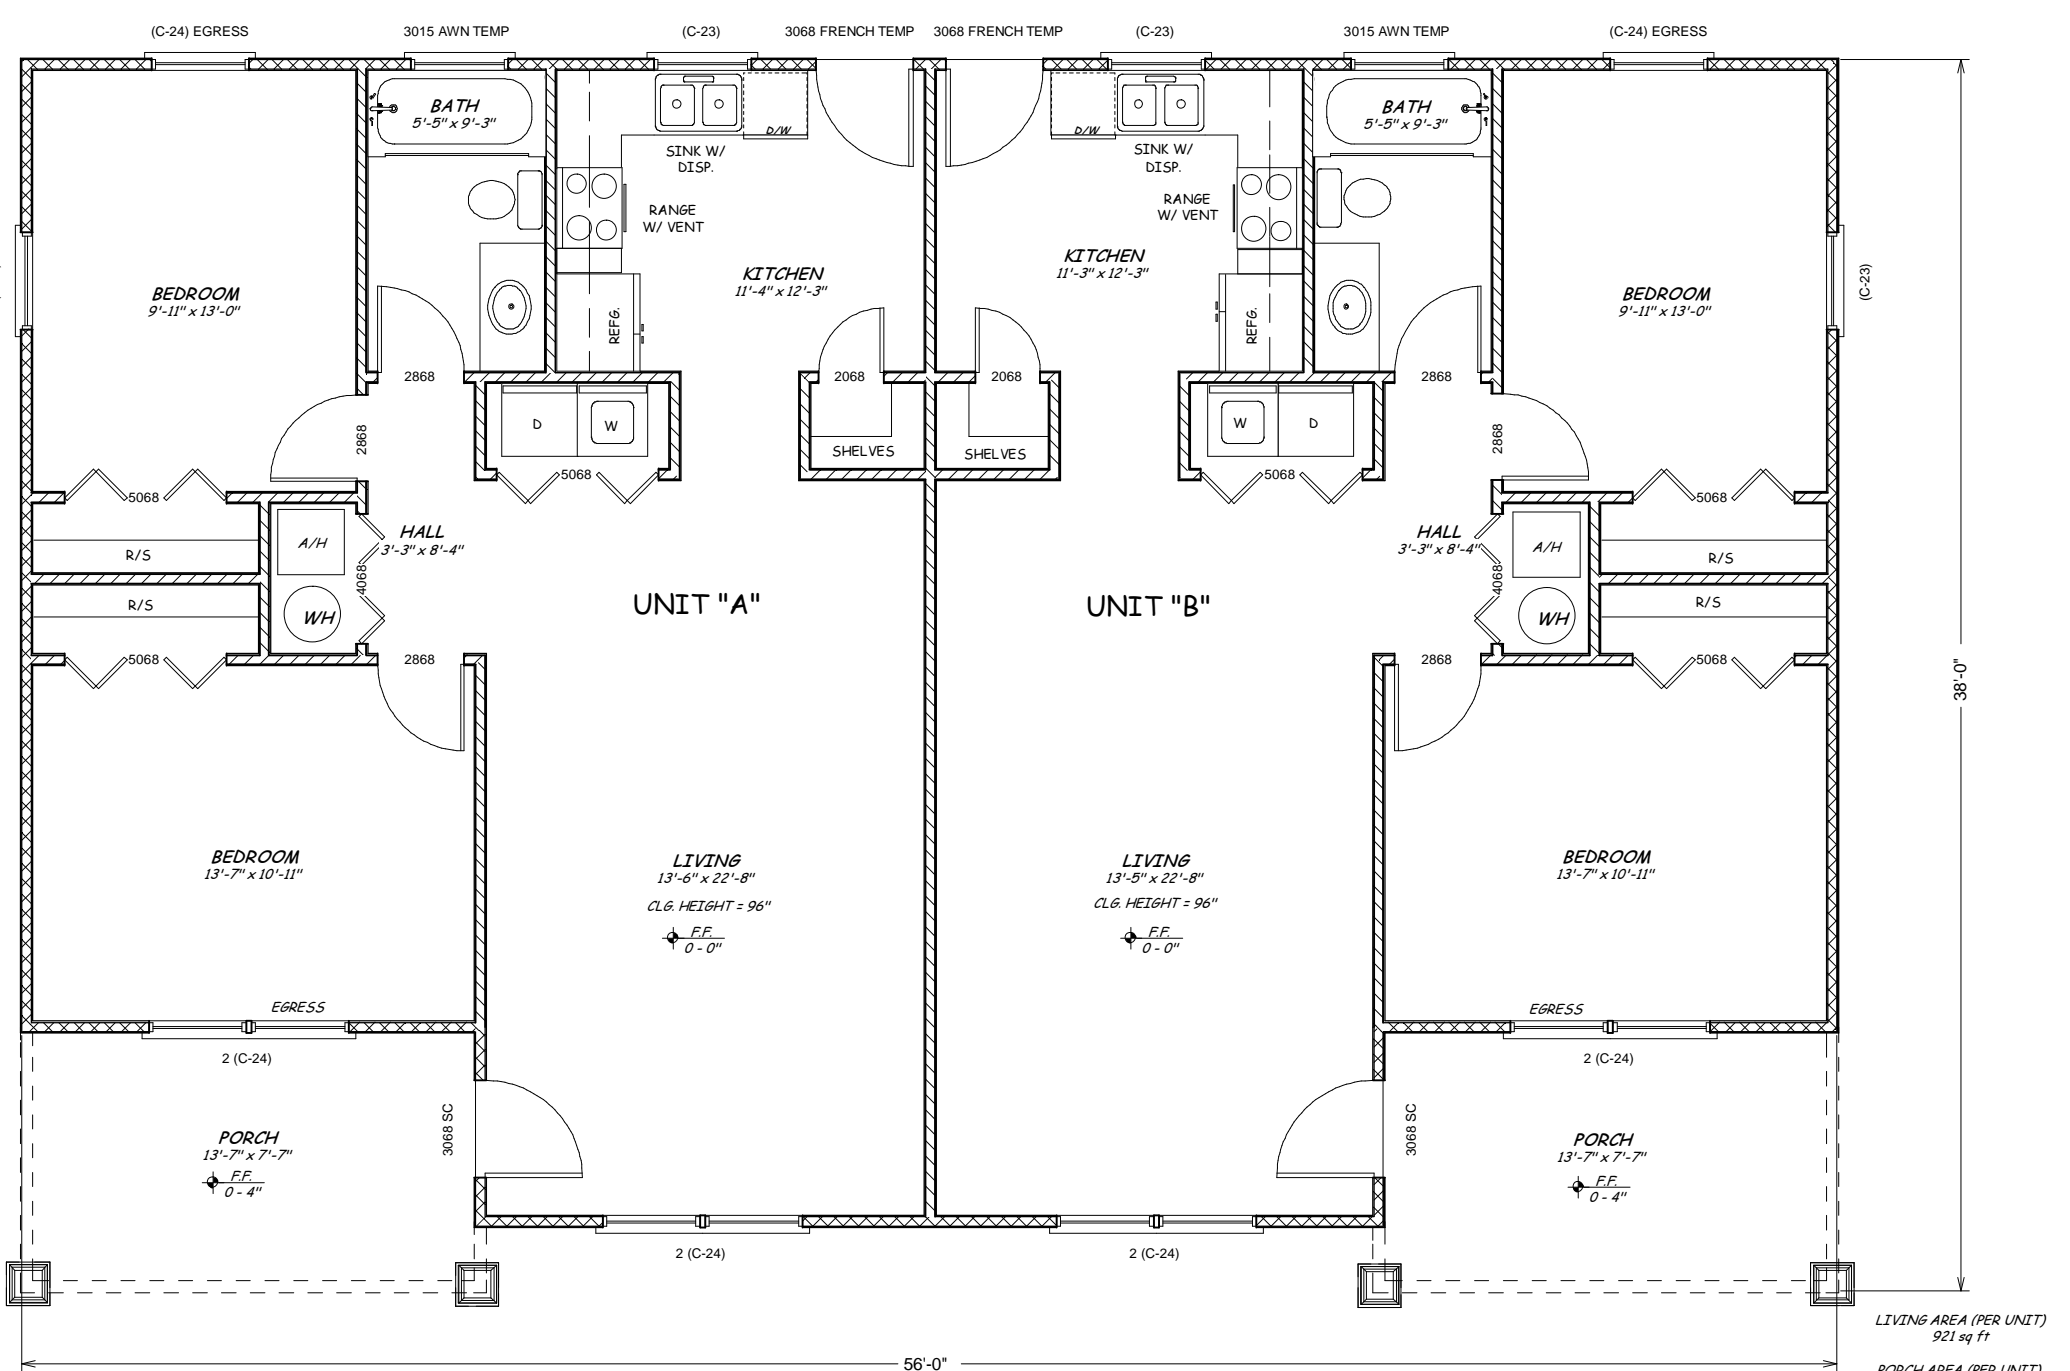 (C-24) EGRESS
3015 AWN TEMP
(C-23)
3068 FRENCH TEMP
3068 FRENCH TEMP
(C-23)
3015 AWN TEMP
(C-24) EGRESS
BATH
5'-5" x 9'-3"
D/W
SINK W/
DISP.
RANGE
W/ VENT
KITCHEN
11'-4" x 12'-3"
REFG.
BEDROOM
9'-11" x 13'-0"
D/W
SINK W/
DISP.
RANGE
W/ VENT
KITCHEN
11'-3" x 12'-3"
REFG.
BATH
5'-5" x 9'-3"
BEDROOM
9'-11" x 13'-0"
(C-23)
2868
2068
2068
2868
2868
D
W
5068
SHELVES
SHELVES
W
D
5068
2868
5068
R/S
A/H
HALL
3'-3" x 8'-4"
4068
R/S
WH
5068
2868
UNIT "A"
UNIT "B"
HALL
3'-3" x 8'-4"
4068
A/H
WH
5068
R/S
R/S
2868
5068
38'-0"
BEDROOM
13'-7" x 10'-11"
EGRESS
2 (C-24)
LIVING
13'-6" x 22'-8"
CLG. HEIGHT = 96"
F.F.
0 - 0"
LIVING
13'-5" x 22'-8"
CLG. HEIGHT = 96"
F.F.
0 - 0"
BEDROOM
13'-7" x 10'-11"
EGRESS
2 (C-24)
3068 SC
3068 SC
PORCH
13'-7" x 7'-7"
F.F.
0 - 4"
PORCH
13'-7" x 7'-7"
F.F.
0 - 4"
2 (C-24)
2 (C-24)
56'-0"
LIVING AREA (PER UNIT)
921 sq ft
PORCH AREA (PER UNIT)